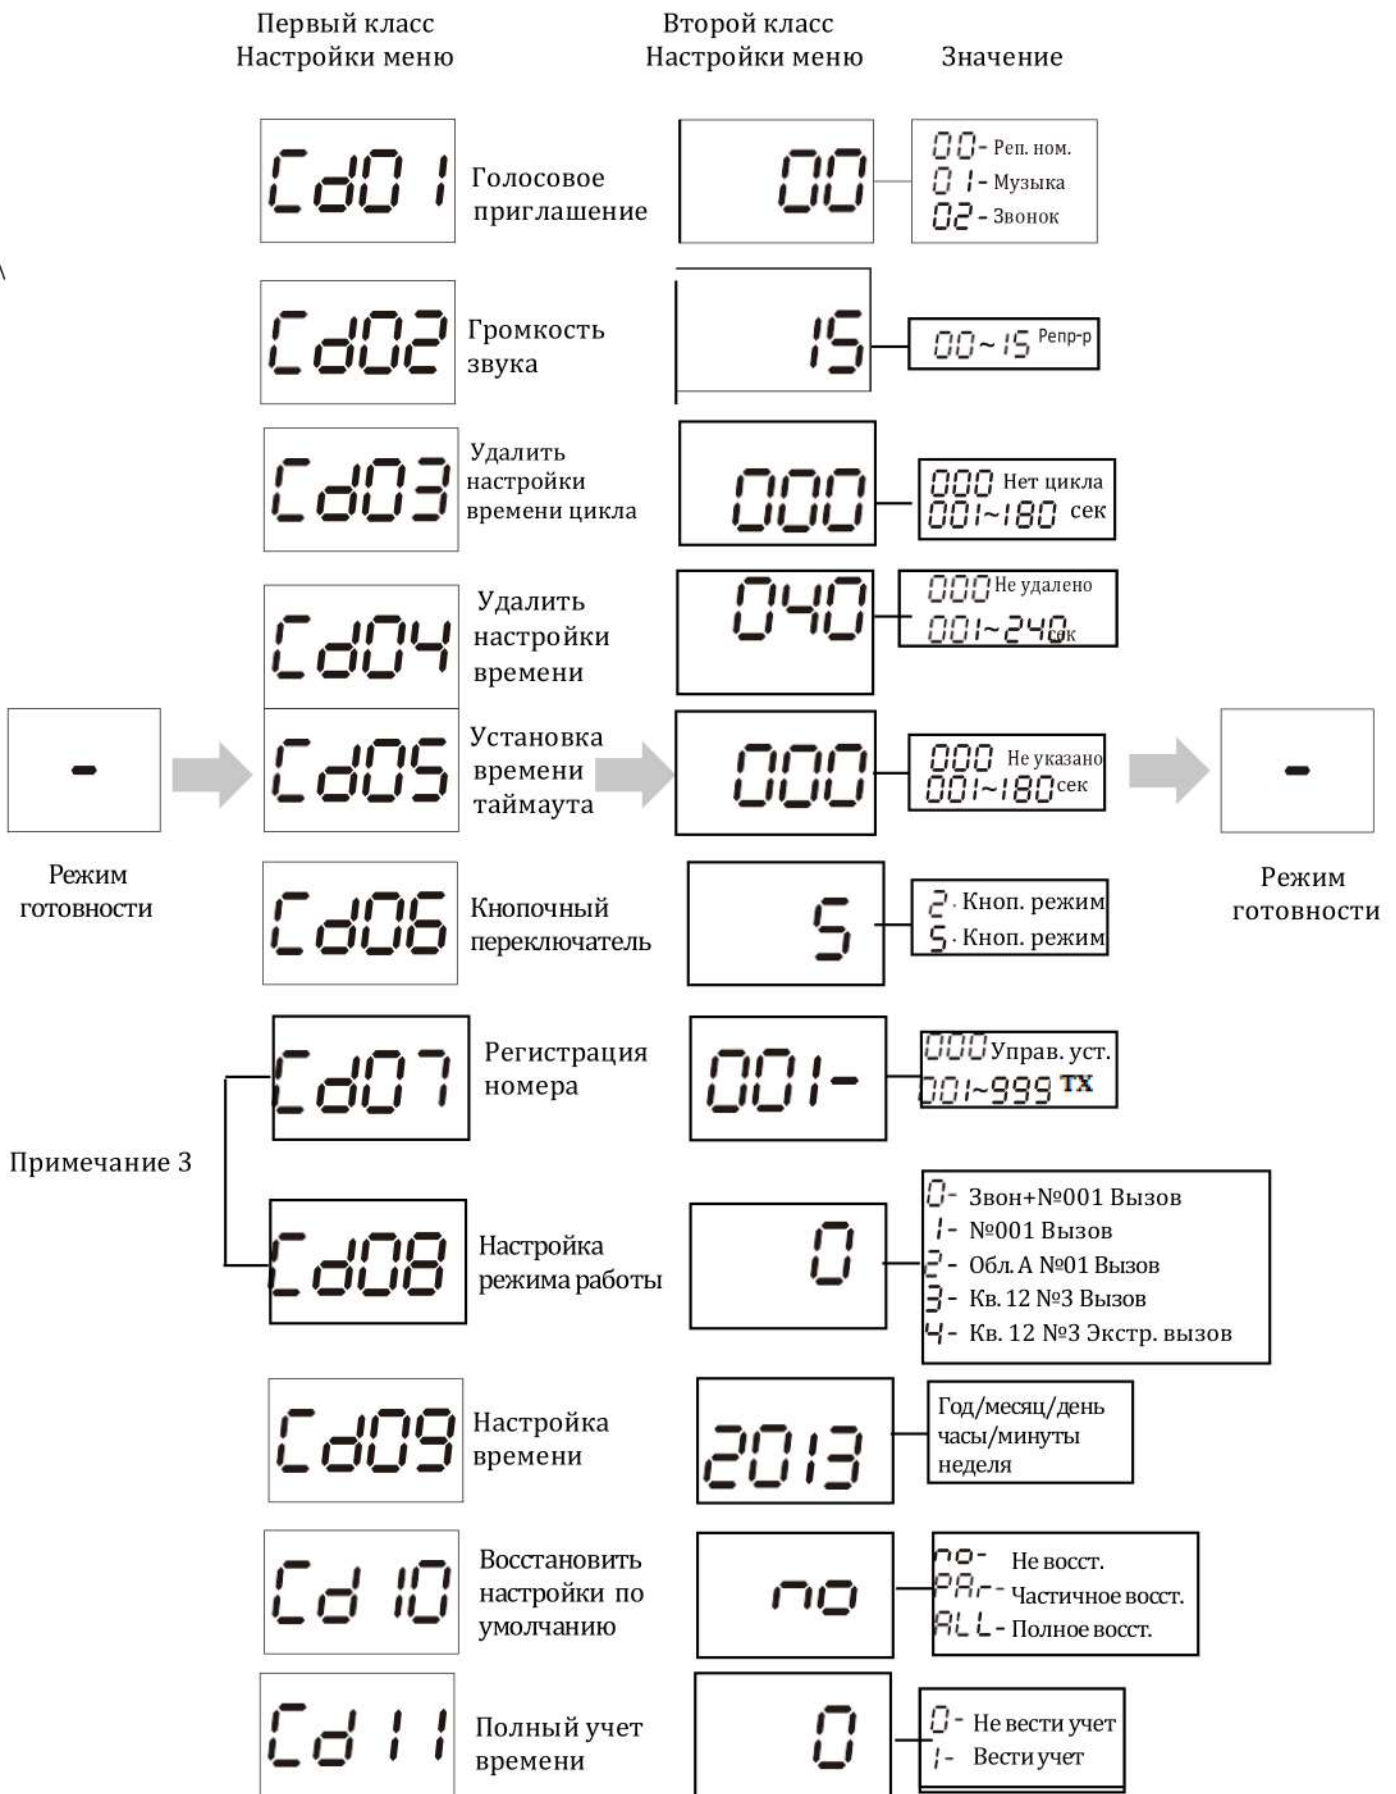 Первый класс
Настройки меню
Второй класс
Настройки меню
Значение
Cd01
Голосовое
приглашение
00
00- Реп. ном.
01- Музыка
02- Звонок
Cd02
Громкость
звука
15
00~15 Репр-р
Cd03
Удалить
настройки
времени цикла
000
000 Нет цикла
001~180 сек
Cd04
Удалить
настройки
времени
040
000 Не удалено
001~240 сек
-
Режим
готовности
Cd05
Установка
времени
таймаута
000
000 Не указано
001~180 сек
-
Режим
готовности
Cd06
Кнопочный
переключатель
5
2. Кноп. режим
5. Кноп. режим
Примечание 3
Cd07
Регистрация
номера
001-
000 Управ. уст.
001~999 TX
Cd08
Настройка
режима работы
0
0- Звон+№001 Вызов
1- №001 Вызов
2- Обл. А №01 Вызов
3- Кв. 12 №3 Вызов
4- Кв. 12 №3 Экстр. вызов
Cd09
Настройка
времени
2013
Год/месяц/день
часы/минуты
неделя
Cd10
Восстановить
настройки по
умолчанию
no
no- Не восст.
PAr- Частичное восст.
ALL- Полное восст.
Cd11
Полный учет
времени
0
0- Не вести учет
1- Вести учет